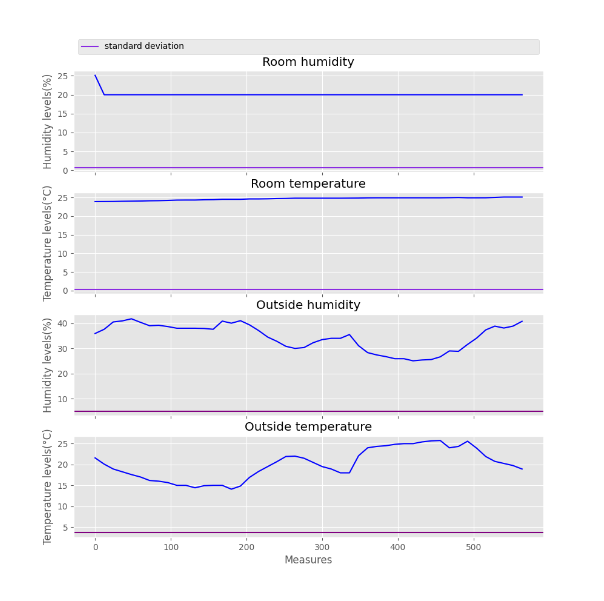 standard deviation
Room humidity
Humidity levels(%)
25
20
15
10
5
0
Room temperature
Temperature levels(°C)
25
20
15
10
5
0
Outside humidity
Humidity levels(%)
40
30
20
10
Outside temperature
Temperature levels(°C)
25
20
15
10
5
0 100 200 300 400 500
Measures